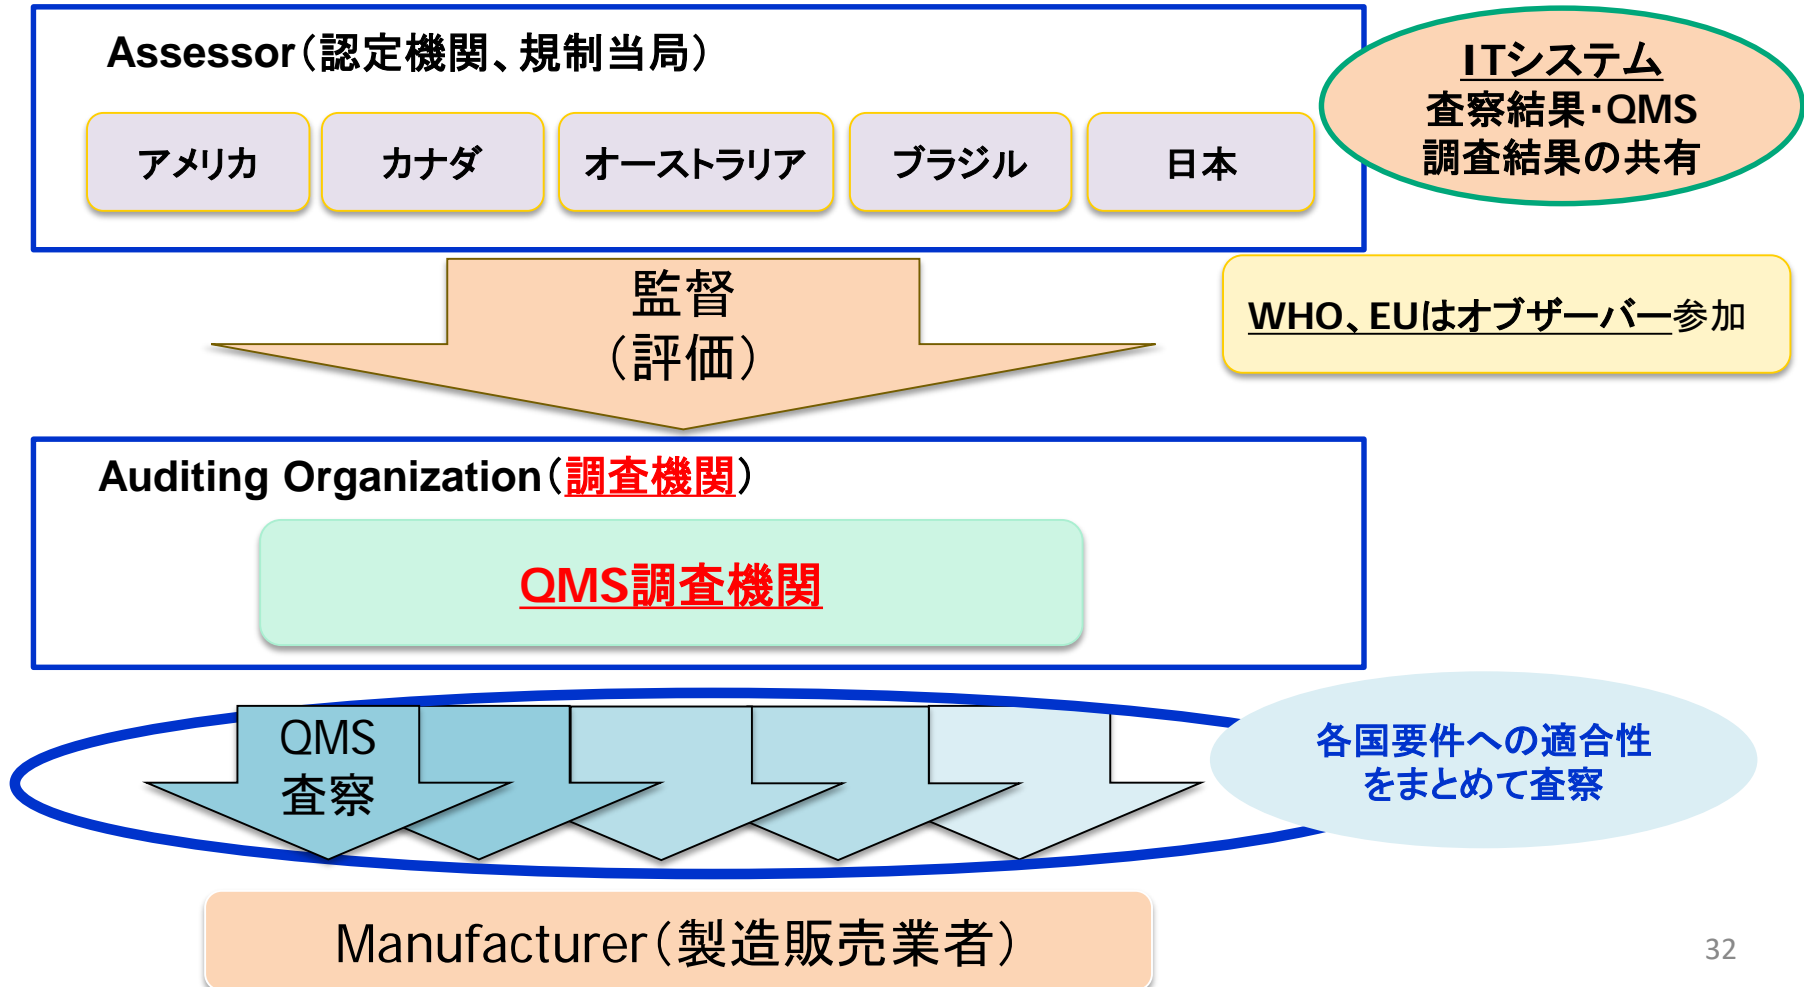 Assessor（認定機関、規制当局）
ITシステム
査察結果・QMS
調査結果の共有
アメリカ
カナダ
オーストラリア
ブラジル
日本
監督
（評価）
WHO、EUはオブザーバー参加
Auditing Organization（調査機関）
QMS調査機関
QMS
査察
各国要件への適合性
をまとめて査察
Manufacturer（製造販売業者）
32